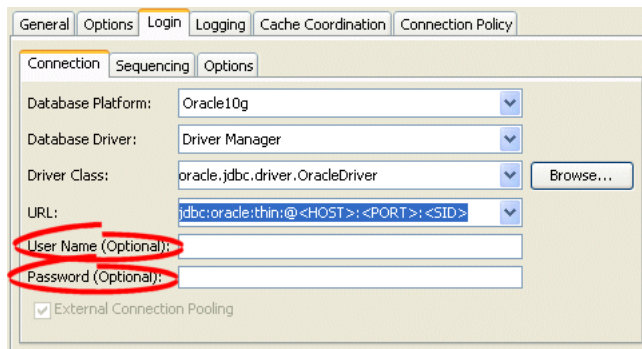 General Options Login Logging Cache Coordination Connection Policy
Connection Sequencing Options
Database Platform: Oracle10g
Database Driver: Driver Manager
Driver Class: oracle.jdbc.driver.OracleDriver Browse...
URL: jdbc:oracle:thin:@<HOST>:<PORT>:<SID>
User Name (Optional):
Password (Optional):
External Connection Pooling